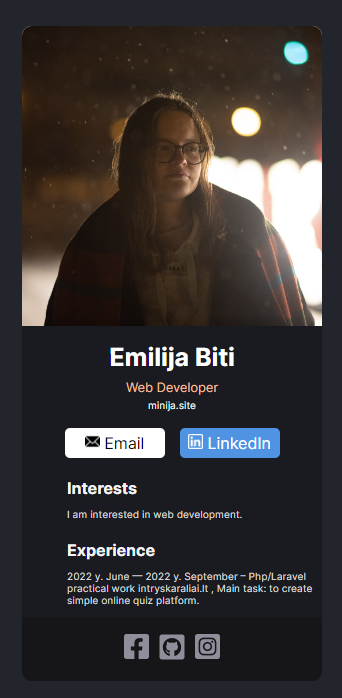 Emilija Biti
Web Developer
minija.site
Email
LinkedIn
Interests
I am interested in web development.
Experience
2022 y. June — 2022 y. September – Php/Laravel
practical work intryskaraliai.lt , Main task: to create
simple online quiz platform.